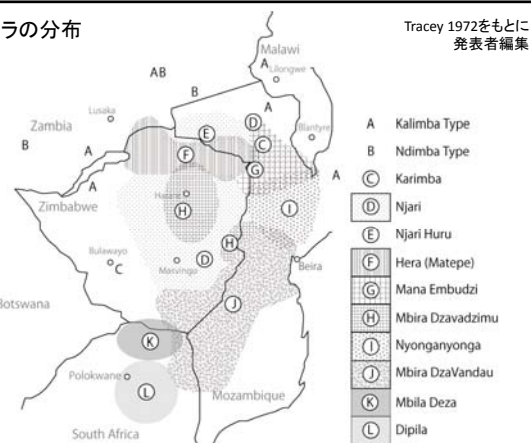 ラの分布
Tracey 1972をもとに
発表者編集
Malawi
A
Lilongwe
AB
B
Lusaka
A
D
Zambia
Blantyre
E
C
B
A
F
G
A
A
Harare
I
Zimbabwe
H
H
Bulawayo
C
Masvingo
D
Beira
J
Botswana
K
Polokwane
L
Mozambique
South Africa
A Kalimba Type
B Ndimba Type
C Karimba
D Njari
E Njari Huru
F Hera (Matepe)
G Mana Embudzi
H Mbira Dzavadzimu
I Nyonganyonga
J Mbira DzaVandau
K Mbila Deza
L Dipila